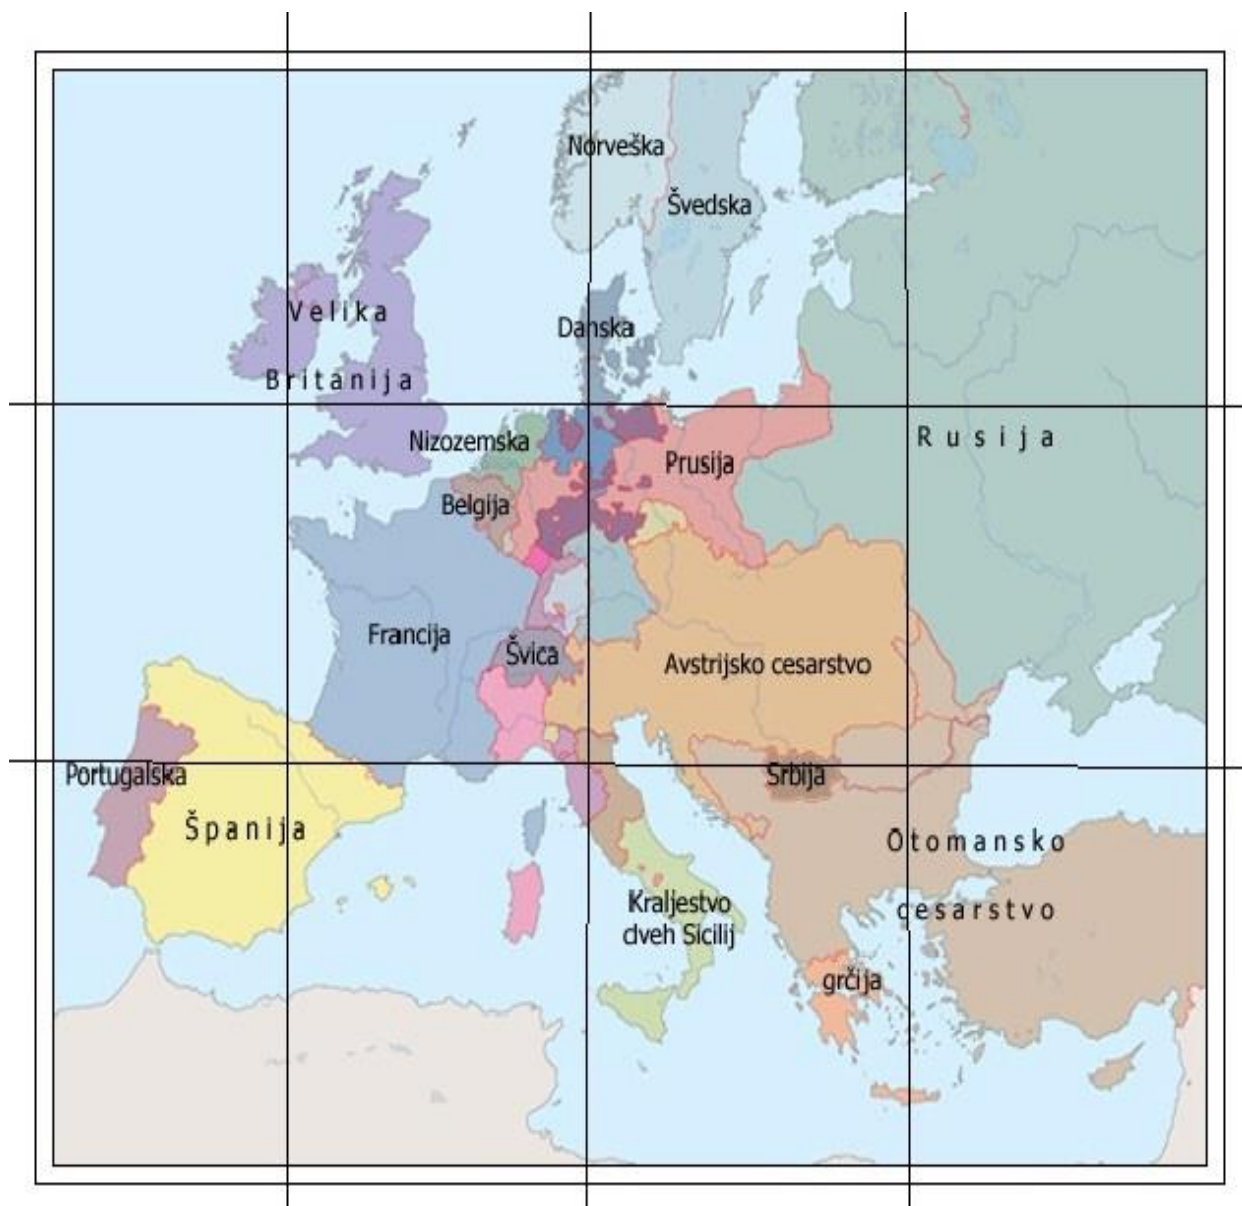 Norveška
Švedska
Velika
Britanija
Danska
Nizozemska
Rusija
Prusija
Belgija
Francija
Švica
Avstrijsko cesarstvo
Portugalska
Srbija
Španija
Otomansko
cesarstvo
Kraljestvo
dveh Sicilij
grčija